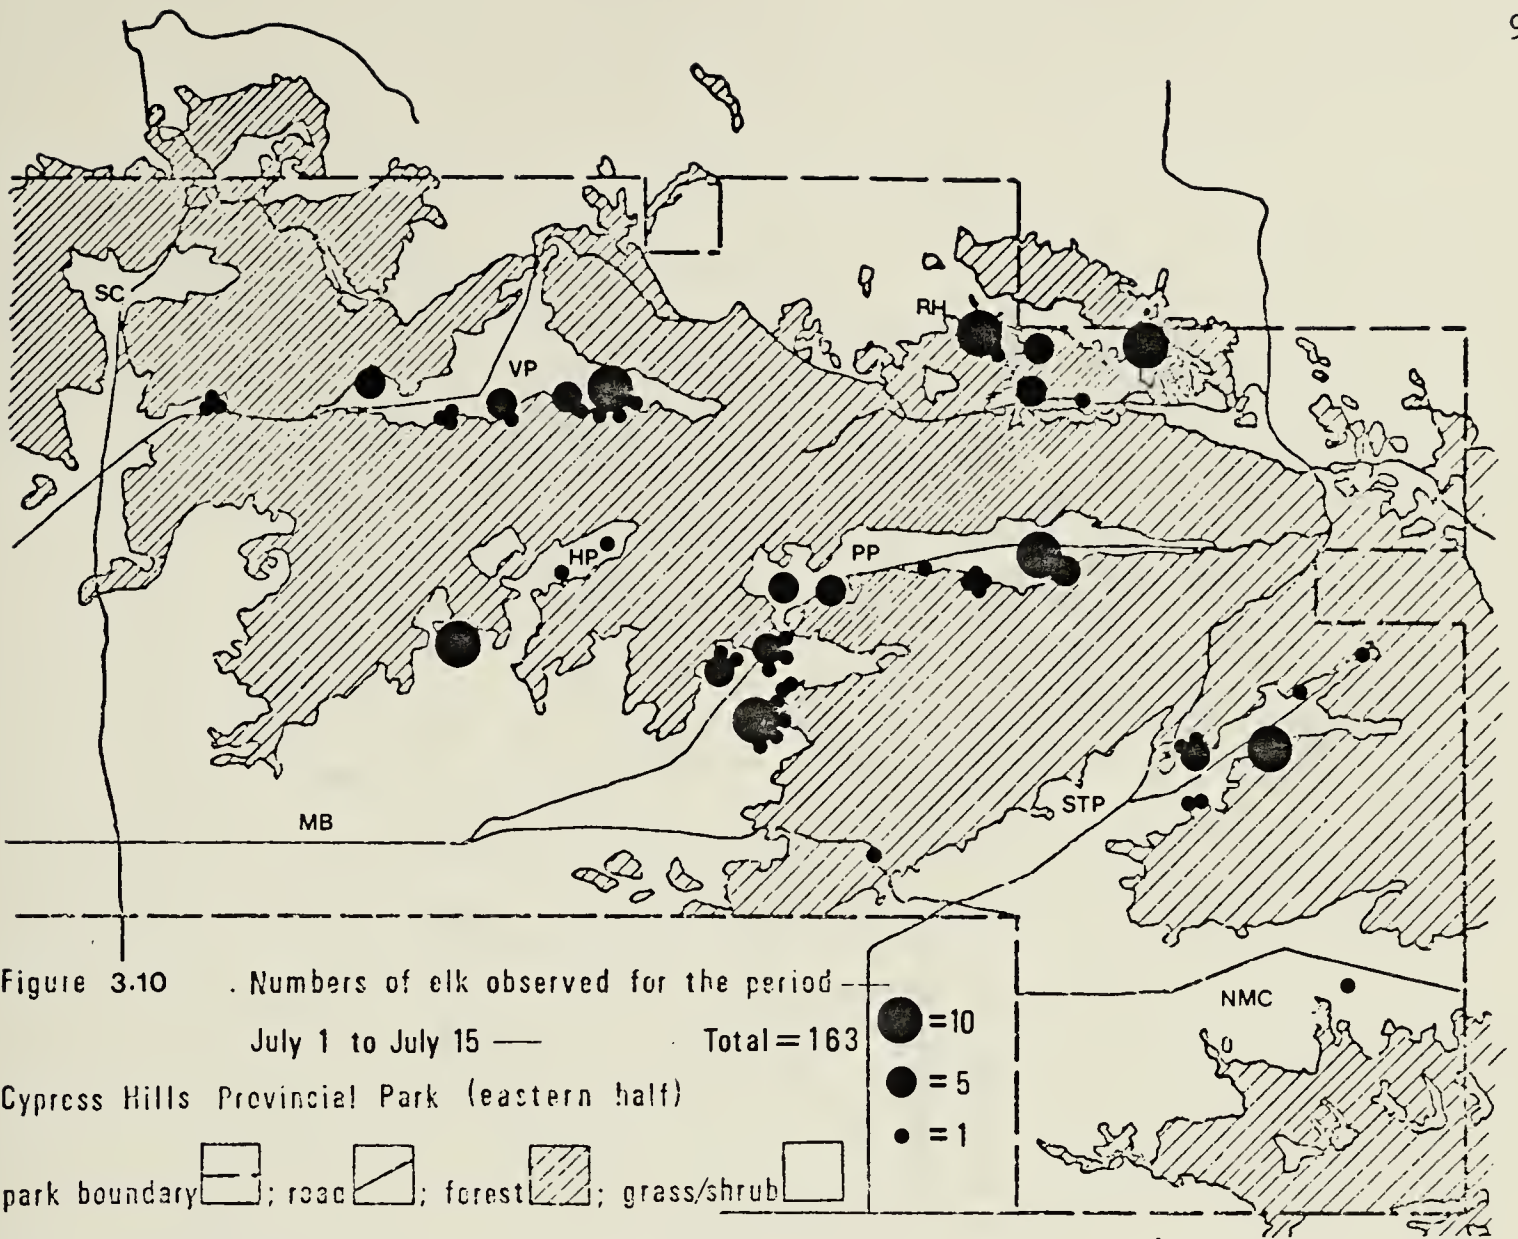 9
SC
RH
VP
HP
PP
MB
STP
NMC
Figure 3.10 . Numbers of elk observed for the period
July 1 to July 15 — Total = 163
Cypress Hills Provincial Park (eastern half)
park boundary ; road ; forest ; grass/shrub
=10
= 5
= 1